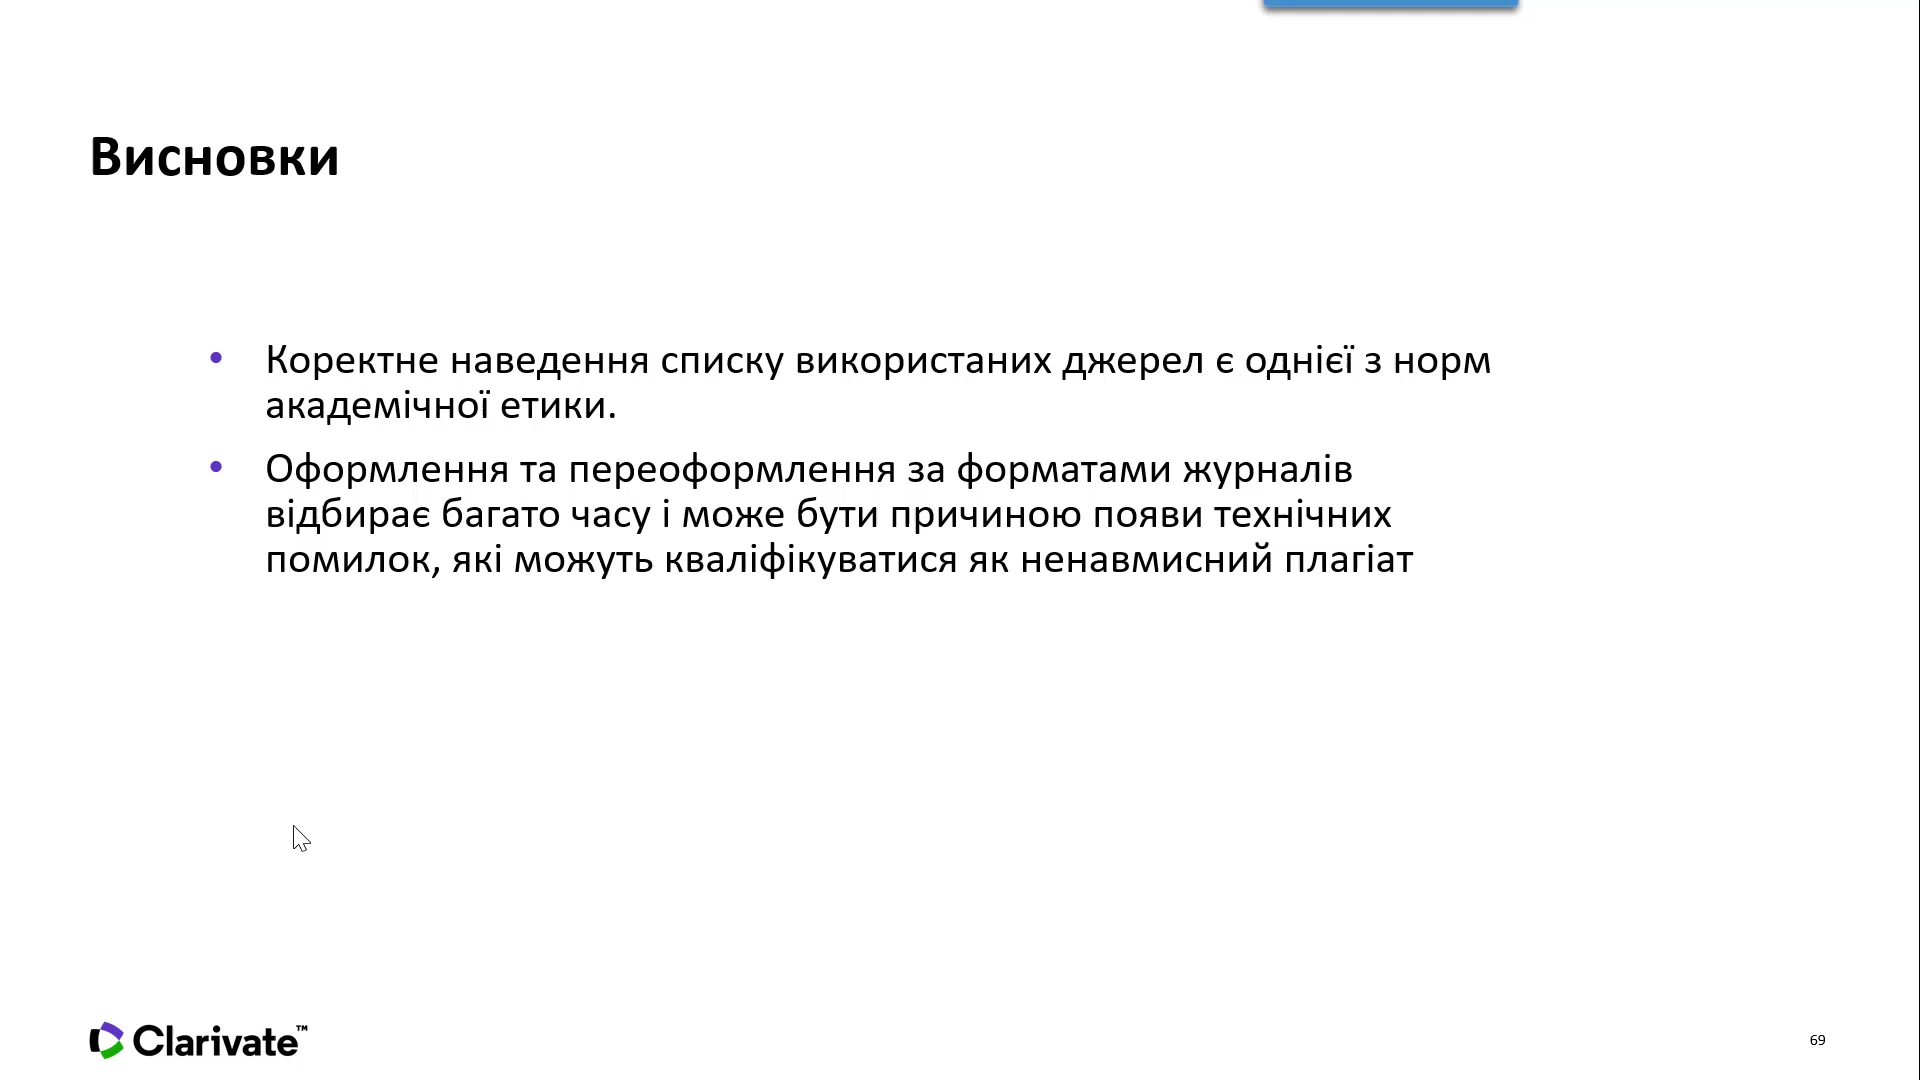 Висновки
• Коректне наведення списку використаних джерел є однієї з норм
академічної етики.
• Оформлення та переоформлення за форматами журналів
відбирає багато часу і може бути причиною появи технічних
помилок, які можуть кваліфікуватися як ненавмисний плагіат
Clarivate™
69